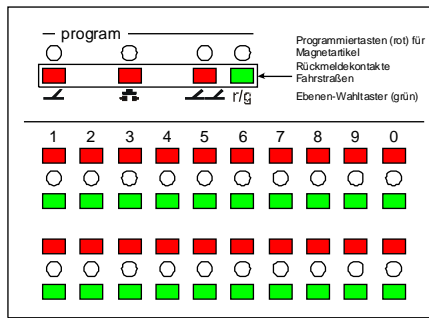 program
Programmiertasten (rot) für
Magnetartikel
Rückmeldekontakte
Fahrstraßen
r/g
Ebenen-Wahltaster (grün)
1 2 3 4 5 6 7 8 9 0